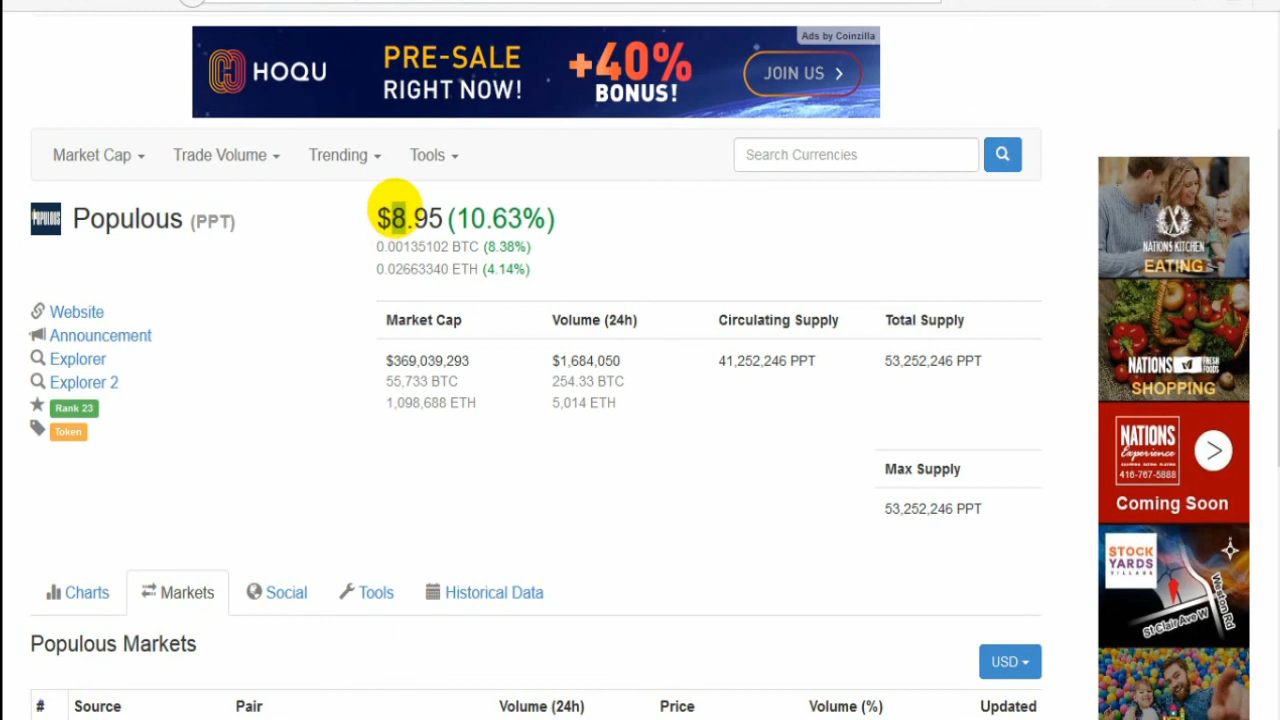 Ads by Coinzilla
HOQU
PRE-SALE
RIGHT NOW!
+40%
BONUS!
JOIN US >
Market Cap
Trade Volume
Trending
Tools
Search Currencies
POPULOUS
Populous (PPT)
$8.95 (10.63%)
0.00135102 BTC (8.38%)
0.02663340 ETH (4.14%)
Website
Announcement
Explorer
Explorer 2
Rank 23
Token
Market Cap Volume (24h) Circulating Supply Total Supply
$369,039,293 $1,684,050 41,252,246 PPT 53,252,246 PPT
55,733 BTC 254.33 BTC
1,098,688 ETH 5,014 ETH
Max Supply
53,252,246 PPT
Charts Markets Social Tools Historical Data
Populous Markets
USD
# Source Pair Volume (24h) Price Volume (%) Updated
NATIONS KITCHEN
EATING
NATIONS FRESH FOODS
SHOPPING
NATIONS
Experience
416-767-5888
>
Coming Soon
STOCK
YARDS
VILLAGE
Weston Rd
St. Clair Ave W